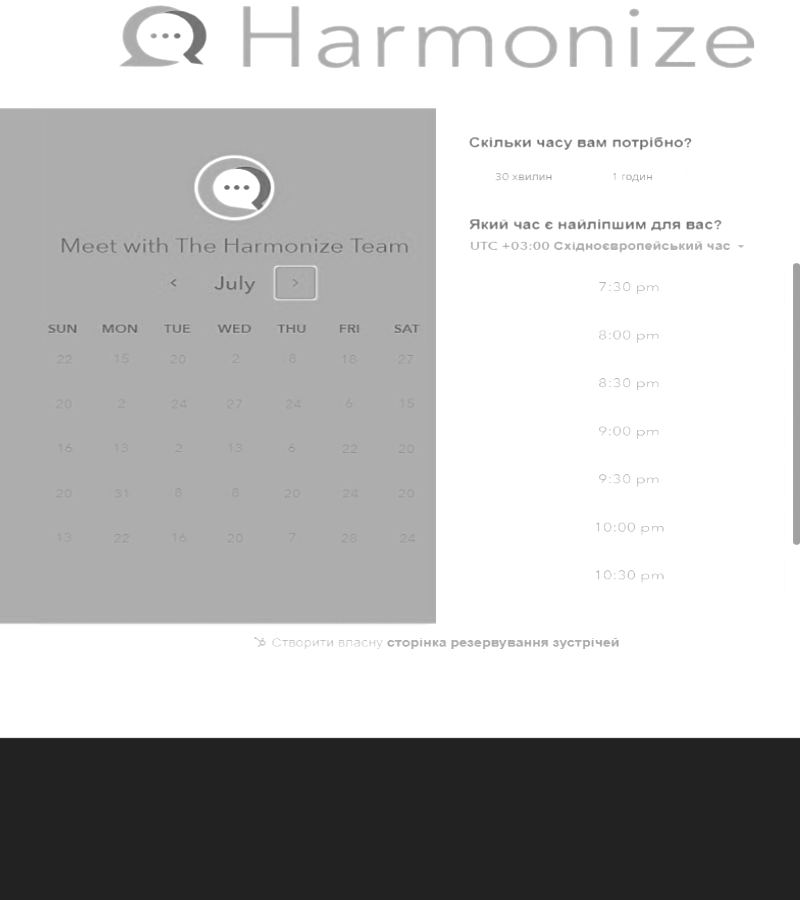 Harmonize
Meet with The Harmonize Team
< July >
SUN MON TUE WED THU FRI SAT
22 15 20 2 8 18 27
20 2 24 27 24 6 15
16 13 2 13 6 22 20
20 31 8 8 20 24 20
13 22 16 20 7 28 24
Скільки часу вам потрібно?
30 хвилин 1 годин
Який час є найліпшим для вас?
UTC +03:00 Східноєвропейський час
7:30 pm
8:00 pm
8:30 pm
9:00 pm
9:30 pm
10:00 pm
10:30 pm
Створити власну сторінка резервування зустрічей